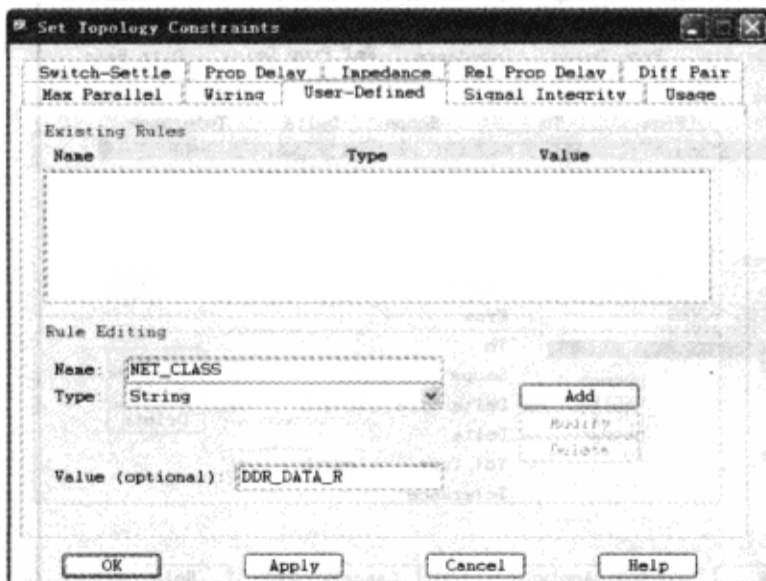 Set Topology Constraints
Switch-Settle Prop Delay Impedance Rel Prop Delay Diff Pair
Max Parallel Wiring User-Defined Signal Integrity Usage
Existing Rules
Name Type Value
Rule Editing
Name: NET_CLASS
Type: String
Add
Modify
Delete
Value (optional): DDR_DATA_R
OK Apply Cancel Help